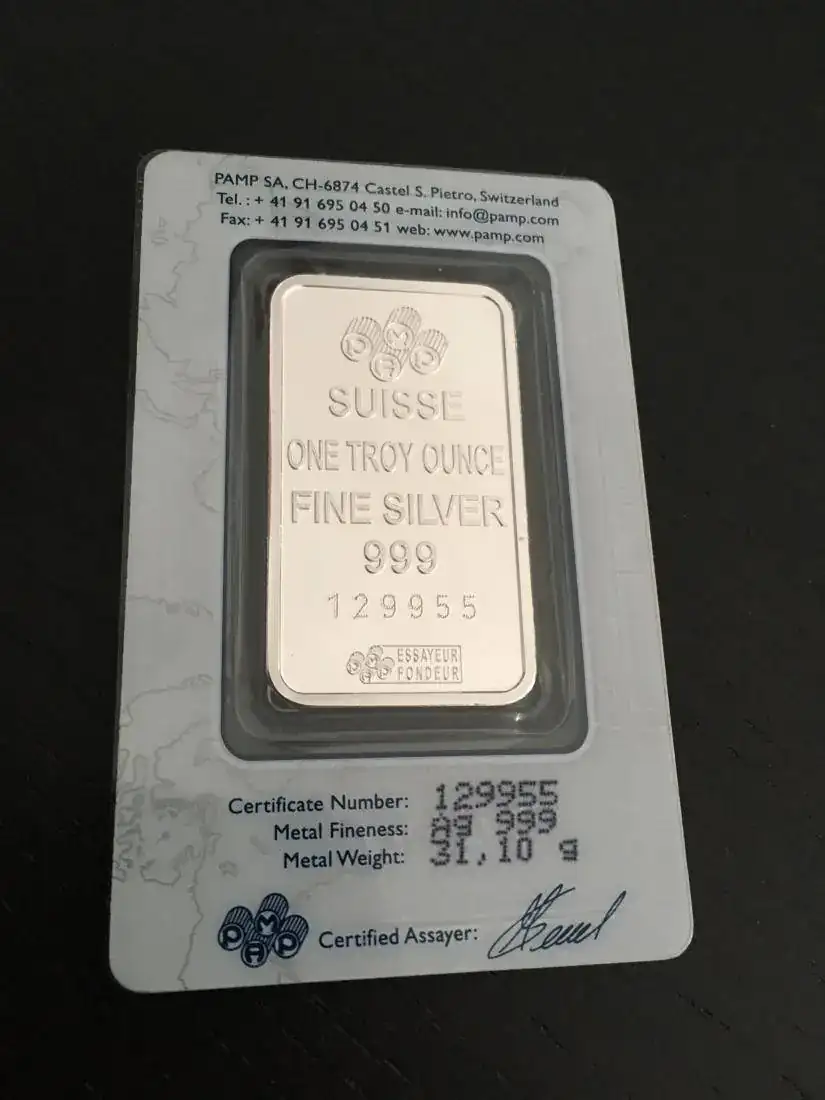 PAMP SA, CH-6874 Castel S. Pietro, Switzerland
Tel. : + 41 91 695 04 50 e-mail: info@pamp.com
Fax: + 41 91 695 04 51 web: www.pamp.com
P A M P
SUISSE
ONE TROY OUNCE
FINE SILVER
999
129955
P A M P ESSAYEUR
FONDEUR
Certificate Number: 129955
Metal Fineness: Ag 999
Metal Weight: 31,10 g
P A M P Certified Assayer: